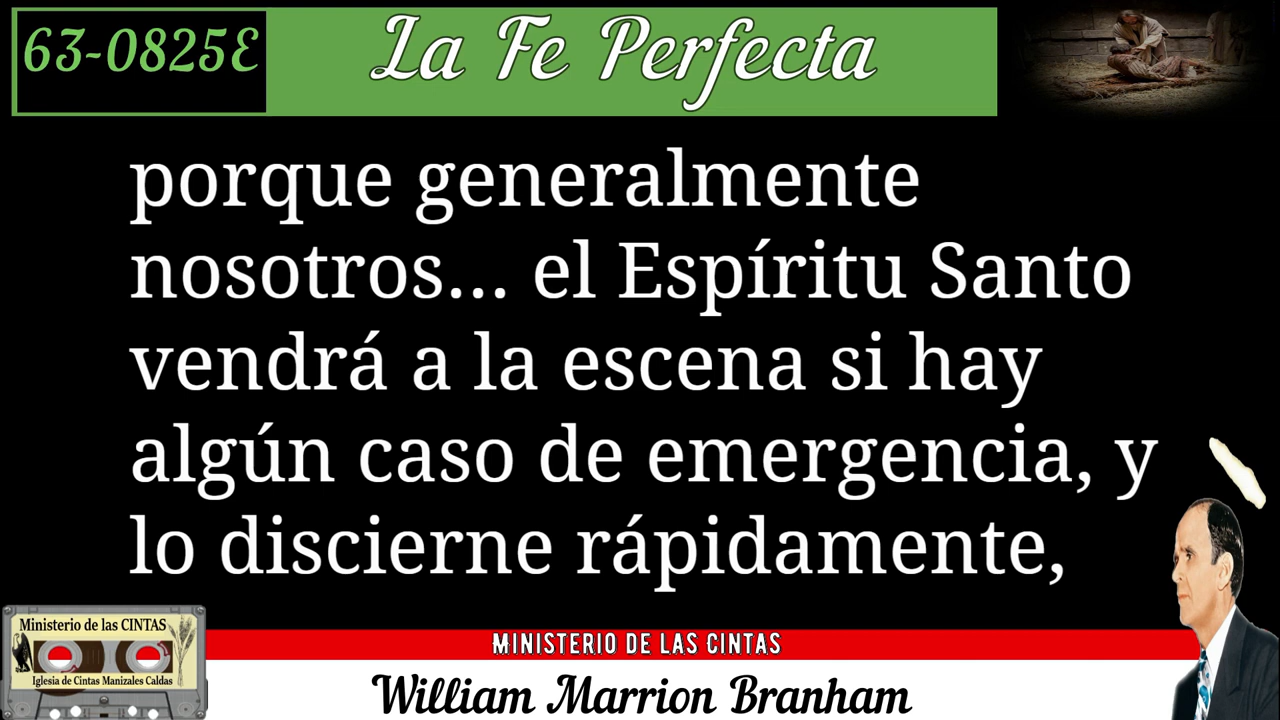 63-0825E
La Fe Perfecta
porque generalmente
nosotros... el Espíritu Santo
vendrá a la escena si hay
algún caso de emergencia, y
lo discierne rápidamente,
Ministerio de las CINTAS
Iglesia de Cintas Manizales Caldas
MINISTERIO DE LAS CINTAS
William Marrion Branham